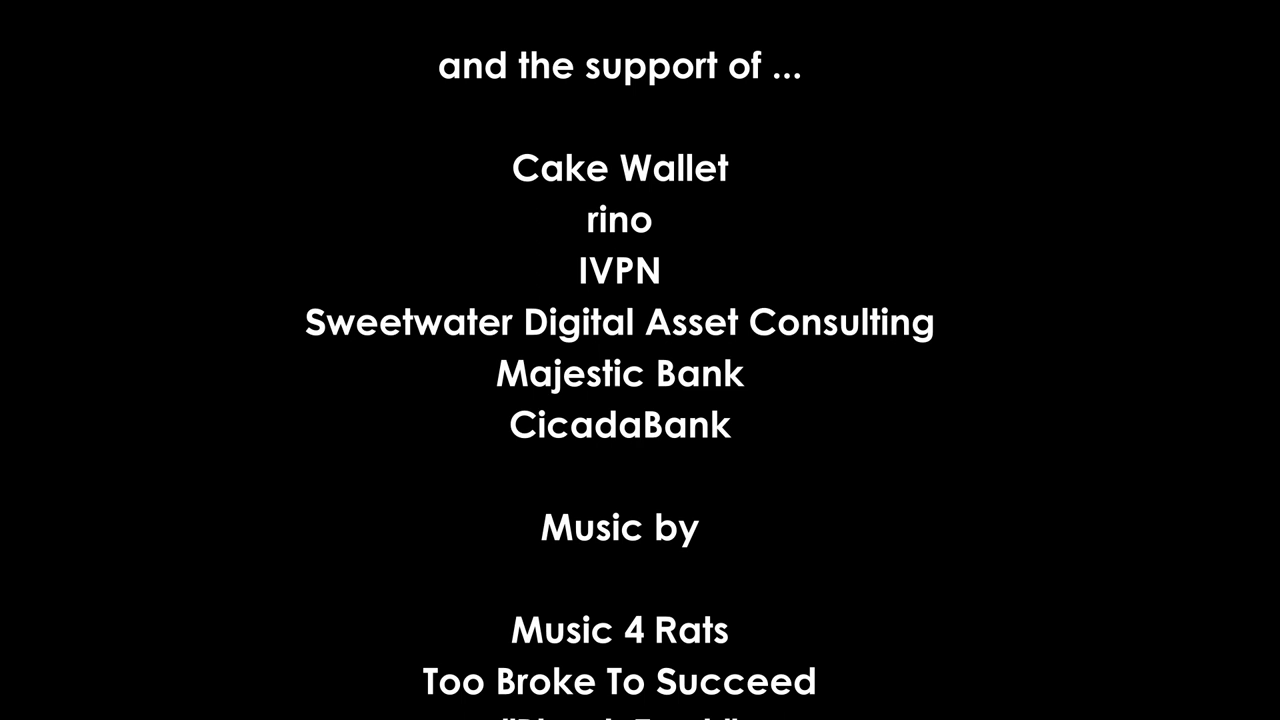 and the support of ...
Cake Wallet
rino
IVPN
Sweetwater Digital Asset Consulting
Majestic Bank
CicadaBank
Music by
Music 4 Rats
Too Broke To Succeed